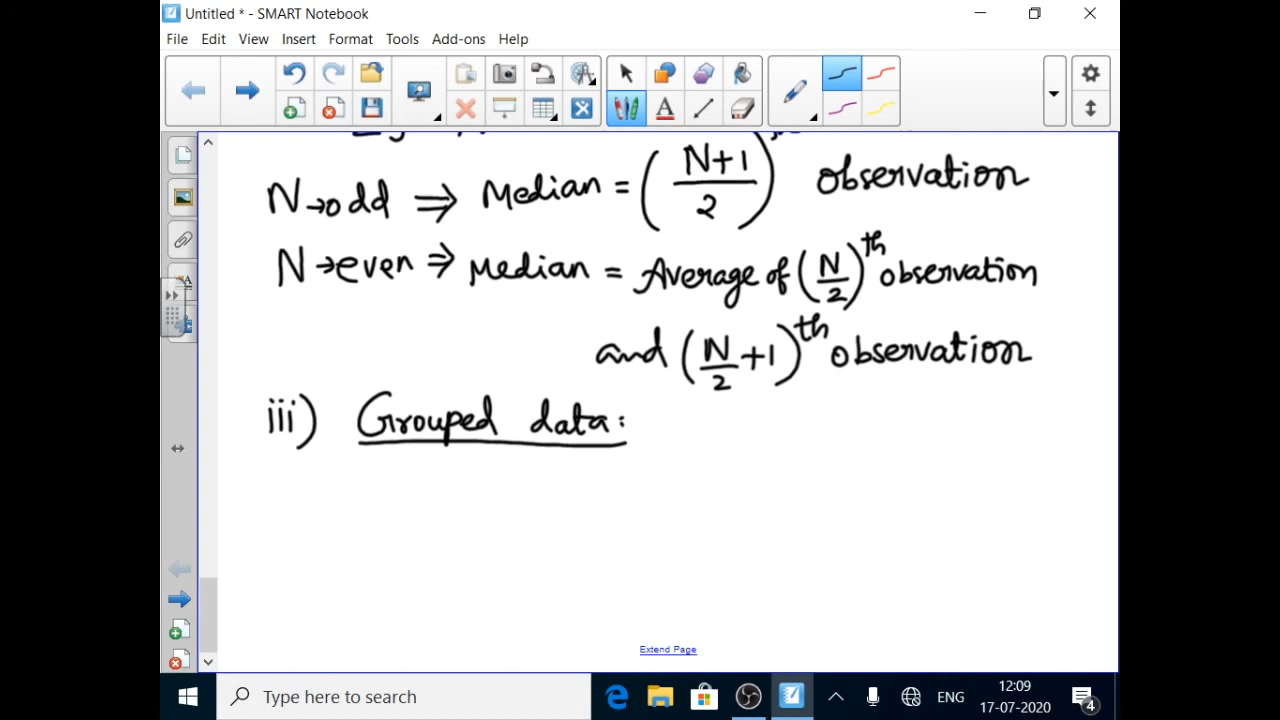 Untitled * - SMART Notebook
File Edit View Insert Format Tools Add-ons Help
N→odd ⇒ Median = (N+1/2) observation
N→even ⇒ Median = Average of (N/2)th observation
and (N/2 +1)th observation
iii) Grouped data:
Extend Page
Type here to search
ENG
12:09
17-07-2020
4